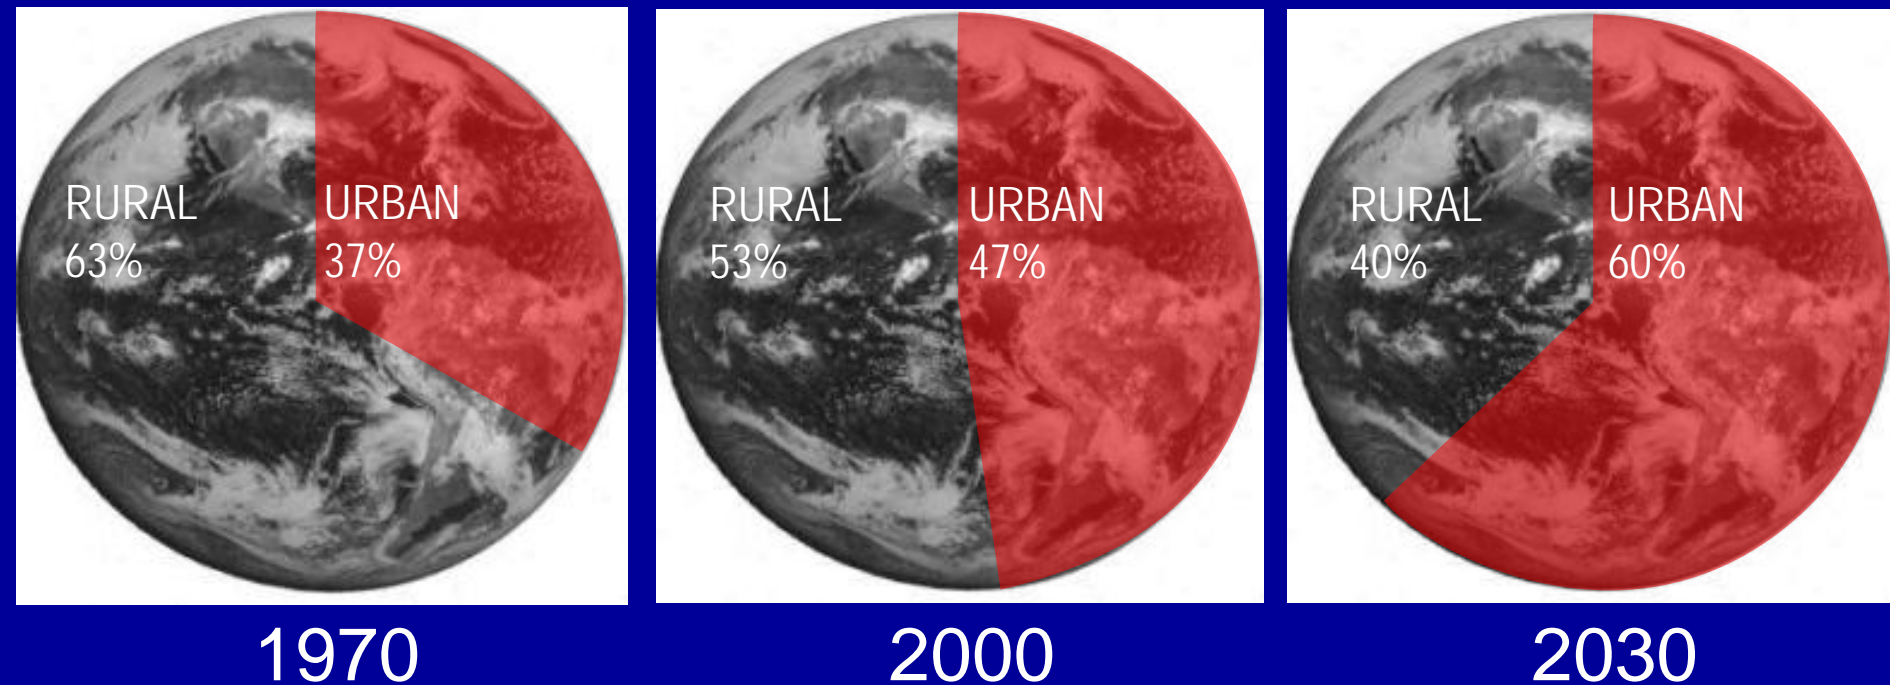 RURAL
63%
URBAN
37%
1970
RURAL
53%
URBAN
47%
2000
RURAL
40%
URBAN
60%
2030